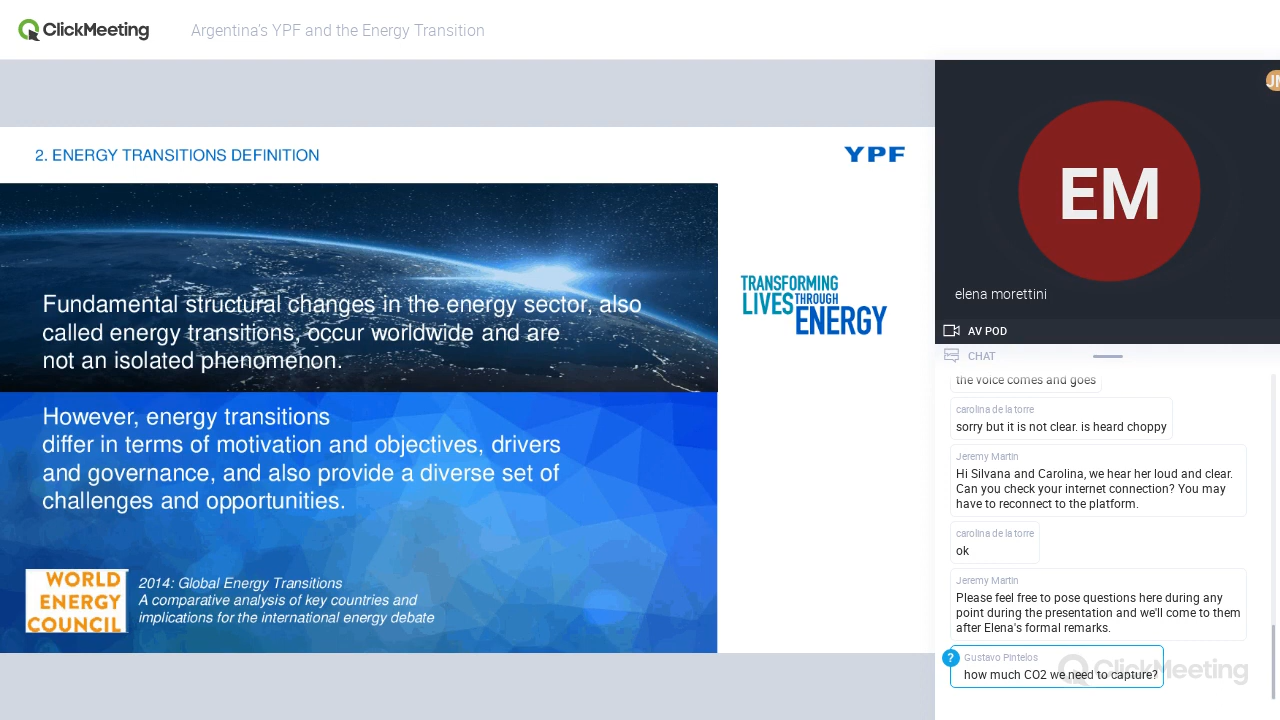 ClickMeeting
Argentina's YPF and the Energy Transition
2. ENERGY TRANSITIONS DEFINITION
YPF
Fundamental structural changes in the energy sector, also
called energy transitions, occur worldwide and are
not an isolated phenomenon.
TRANSFORMING
LIVES THROUGH
ENERGY
However, energy transitions
differ in terms of motivation and objectives, drivers
and governance, and also provide a diverse set of
challenges and opportunities.
WORLD
ENERGY
COUNCIL
2014: Global Energy Transitions
A comparative analysis of key countries and
implications for the international energy debate
JM
EM
elena morettini
AV POD
CHAT
the voice comes and goes
carolina de la torre
sorry but it is not clear. is heard choppy
Jeremy Martin
Hi Silvana and Carolina, we hear her loud and clear.
Can you check your internet connection? You may
have to reconnect to the platform.
carolina de la torre
ok
Jeremy Martin
Please feel free to pose questions here during any
point during the presentation and we'll come to them
after Elena's formal remarks.
?
Gustavo Pintelos
how much CO2 we need to capture?
ClickMeeting